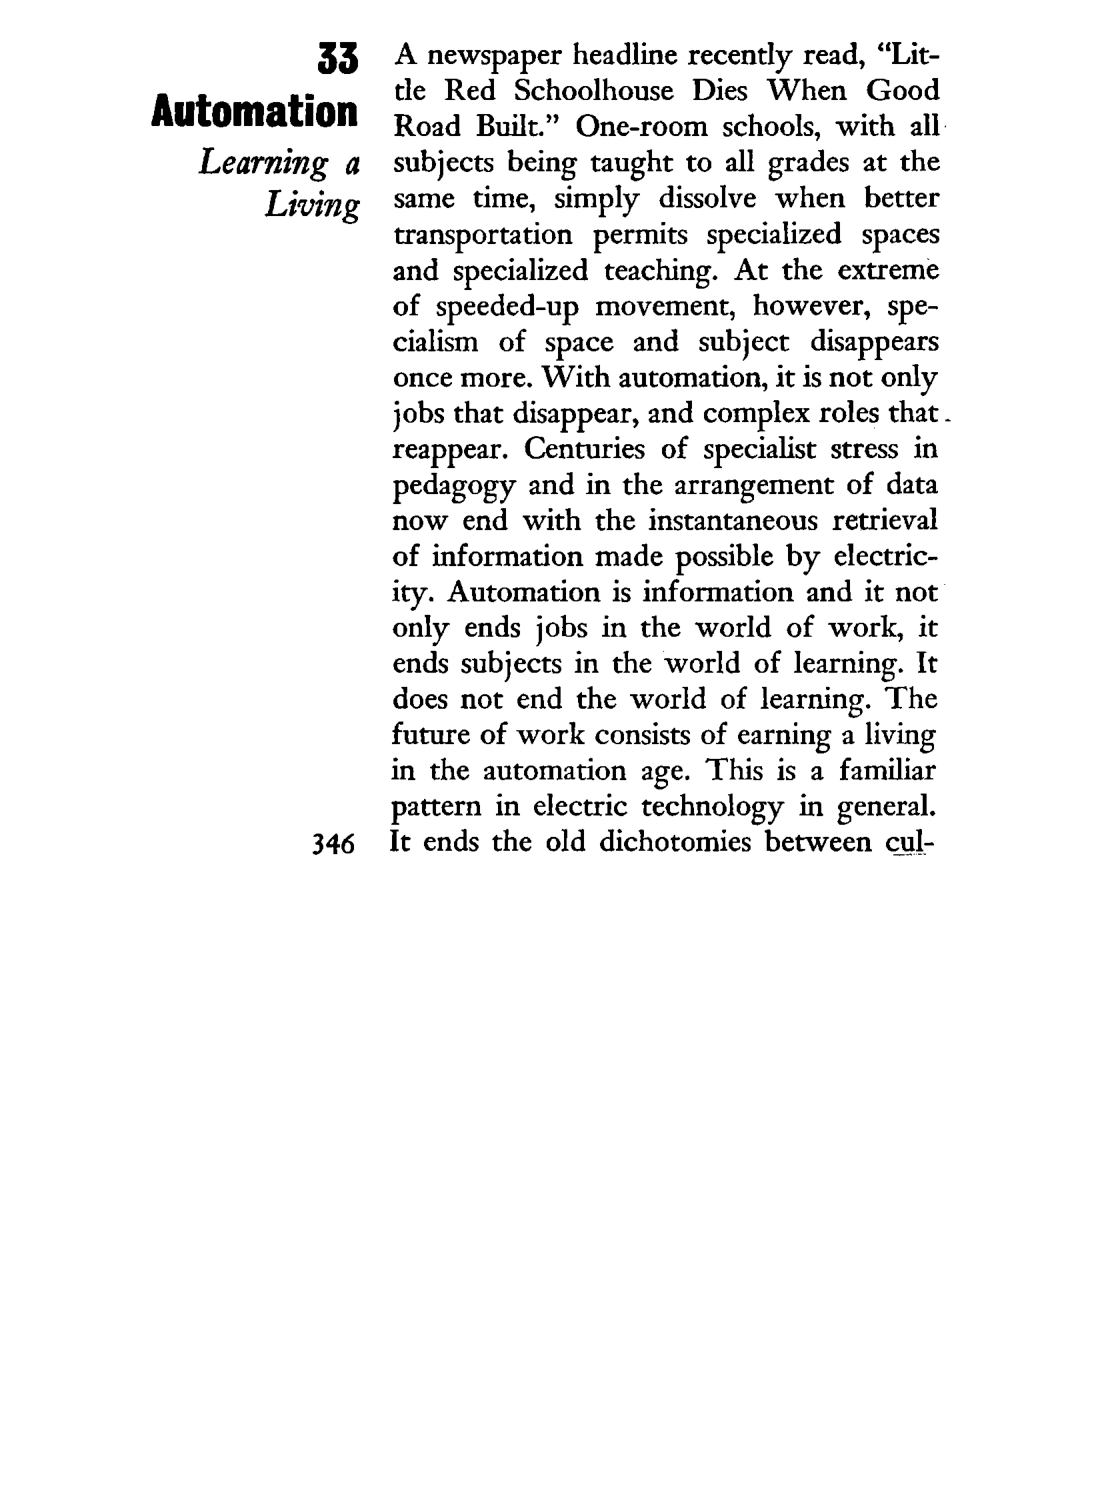 33
Automation
Learning a
Living
A newspaper headline recently read, “Lit-
tle Red Schoolhouse Dies When Good
Road Built.” One-room schools, with all
subjects being taught to all grades at the
same time, simply dissolve when better
transportation permits specialized spaces
and specialized teaching. At the extreme
of speeded-up movement, however, spe-
cialism of space and subject disappears
once more. With automation, it is not only
jobs that disappear, and complex roles that
reappear. Centuries of specialist stress in
pedagogy and in the arrangement of data
now end with the instantaneous retrieval
of information made possible by electric-
ity. Automation is information and it not
only ends jobs in the world of work, it
ends subjects in the world of learning. It
does not end the world of learning. The
future of work consists of earning a living
in the automation age. This is a familiar
pattern in electric technology in general.
It ends the old dichotomies between cul-
346